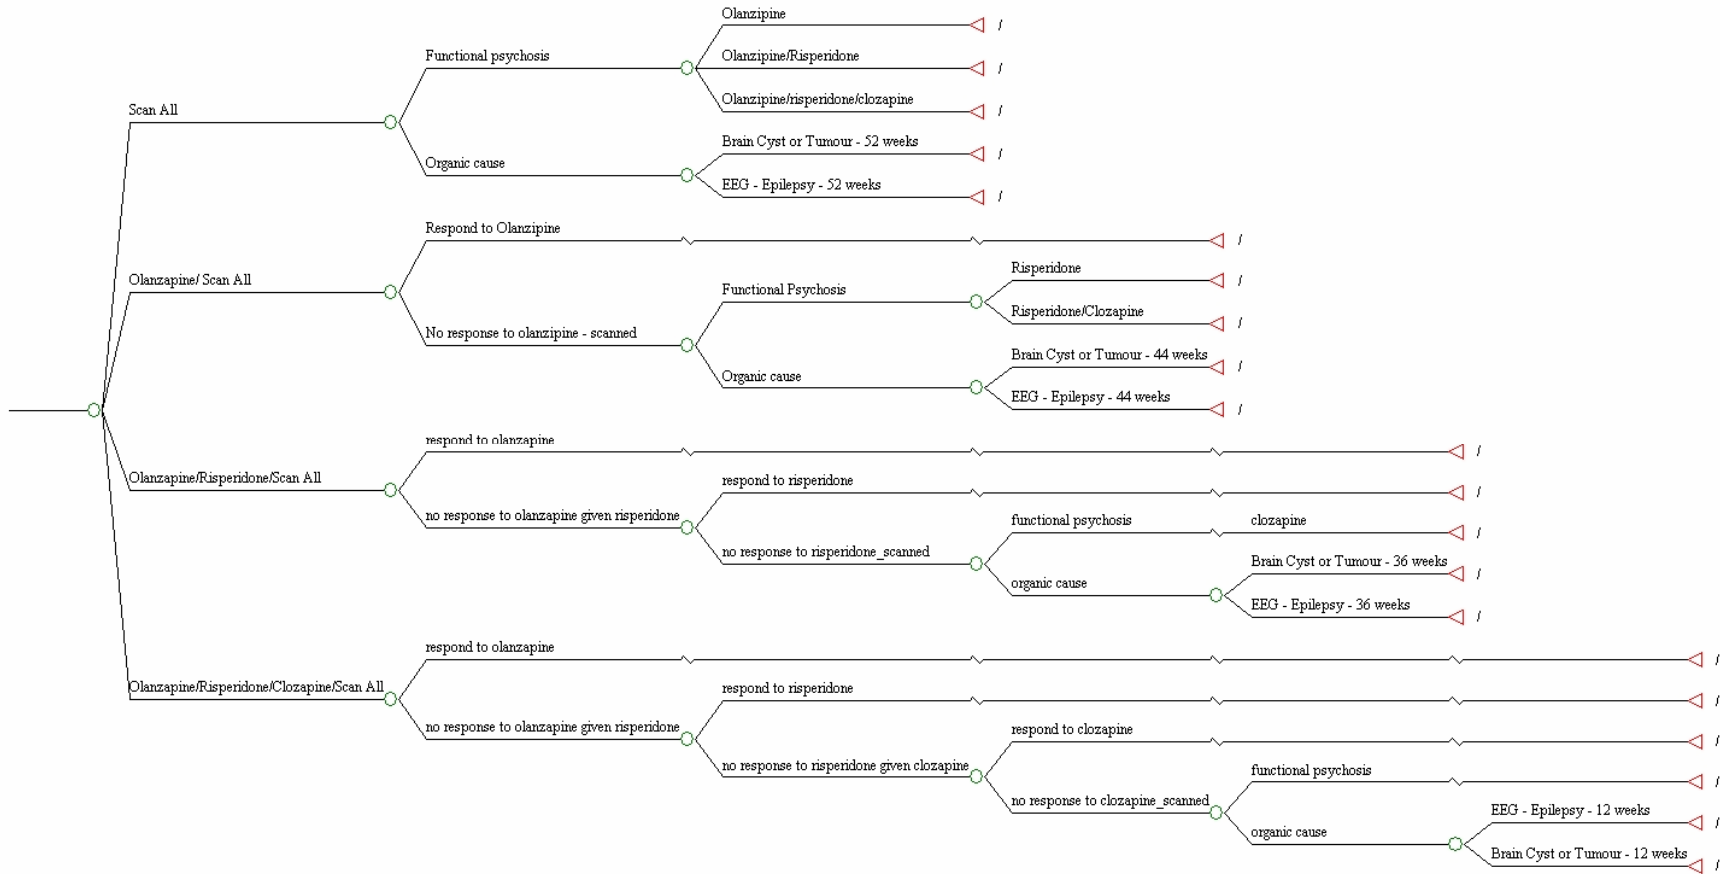 Olanzipine
/
Functional psychosis
Olanzipine/Risperidone
/
Olanzipine/risperidone/clozapine
/
Scan All
Brain Cyst or Tumour - 52 weeks
/
Organic cause
EEG - Epilepsy - 52 weeks
/
Respond to Olanzipine
/
Olanzapine/ Scan All
Risperidone
/
Functional Psychosis
Risperidone/Clozapine
/
No response to olanzipine - scanned
Brain Cyst or Tumour - 44 weeks
/
Organic cause
EEG - Epilepsy - 44 weeks
/
respond to olanzapine
/
Olanzapine/Risperidone/Scan All
respond to risperidone
/
no response to olanzapine given risperidone
functional psychosis
clozapine
/
no response to risperidone_scanned
Brain Cyst or Tumour - 36 weeks
/
organic cause
EEG - Epilepsy - 36 weeks
/
respond to olanzapine
/
Olanzapine/Risperidone/Clozapine/Scan All
respond to risperidone
/
no response to olanzapine given risperidone
respond to clozapine
/
no response to risperidone given clozapine
functional psychosis
/
no response to clozapine_scanned
EEG - Epilepsy - 12 weeks
/
organic cause
Brain Cyst or Tumour - 12 weeks
/